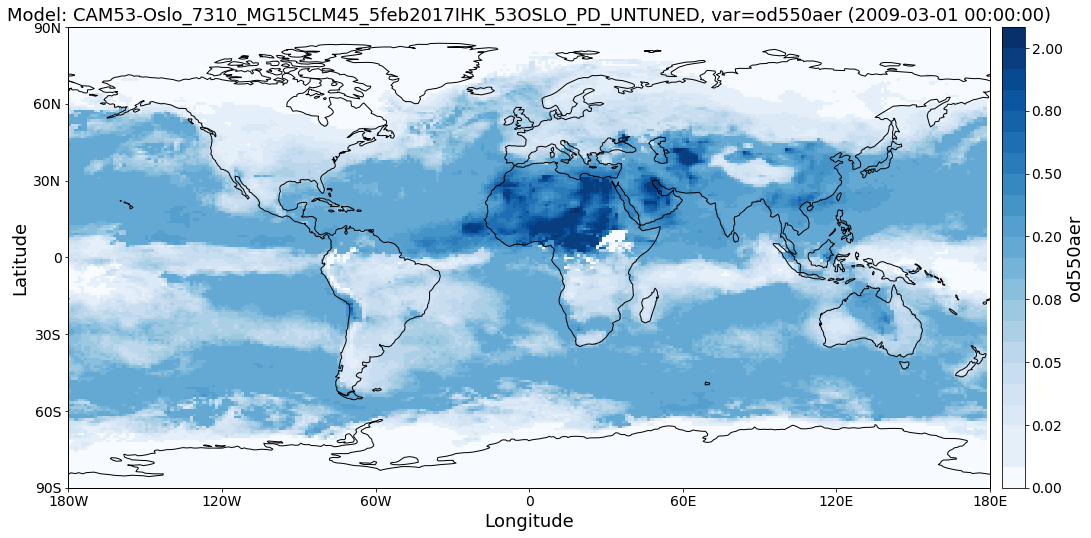 Model: CAM53-Oslo_7310_MG15CLM45_5feb2017IHK_53OSLO_PD_UNTUNED, var=od550aer (2009-03-01 00:00:00)
90N
60N
30N
0
30S
60S
90S
Latitude
180W
120W
60W
0
60E
120E
180E
Longitude
2.00
0.80
0.50
0.20
0.08
0.05
0.02
0.00
od550aer